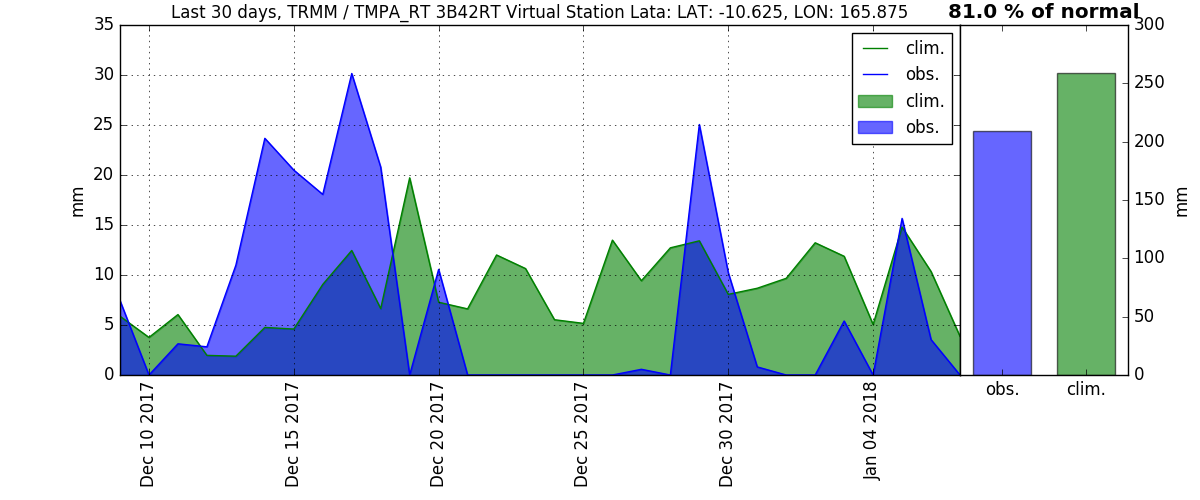 Last 30 days, TRMM / TMPA_RT 3B42RT Virtual Station Lata: LAT: -10.625, LON: 165.875
81.0 % of normal
35
30
25
20
15
10
5
0
mm
clim.
obs.
clim.
obs.
Dec 10 2017
Dec 15 2017
Dec 20 2017
Dec 25 2017
Dec 30 2017
Jan 04 2018
300
250
200
150
100
50
0
mm
obs. clim.